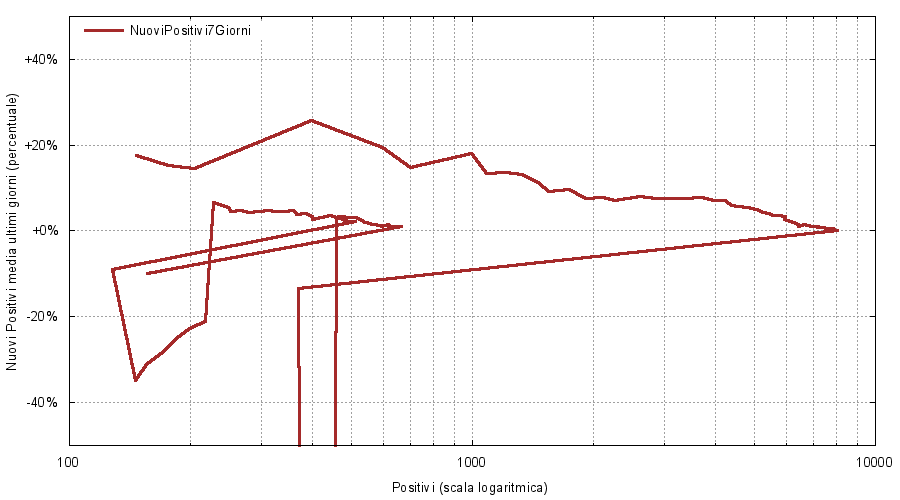 NuoviPositivi7Giorni
+40%
+20%
+0%
-20%
-40%
Nuovi Positivi media ultimi giorni (percentuale)
100
1000
10000
Positivi (scala logaritmica)